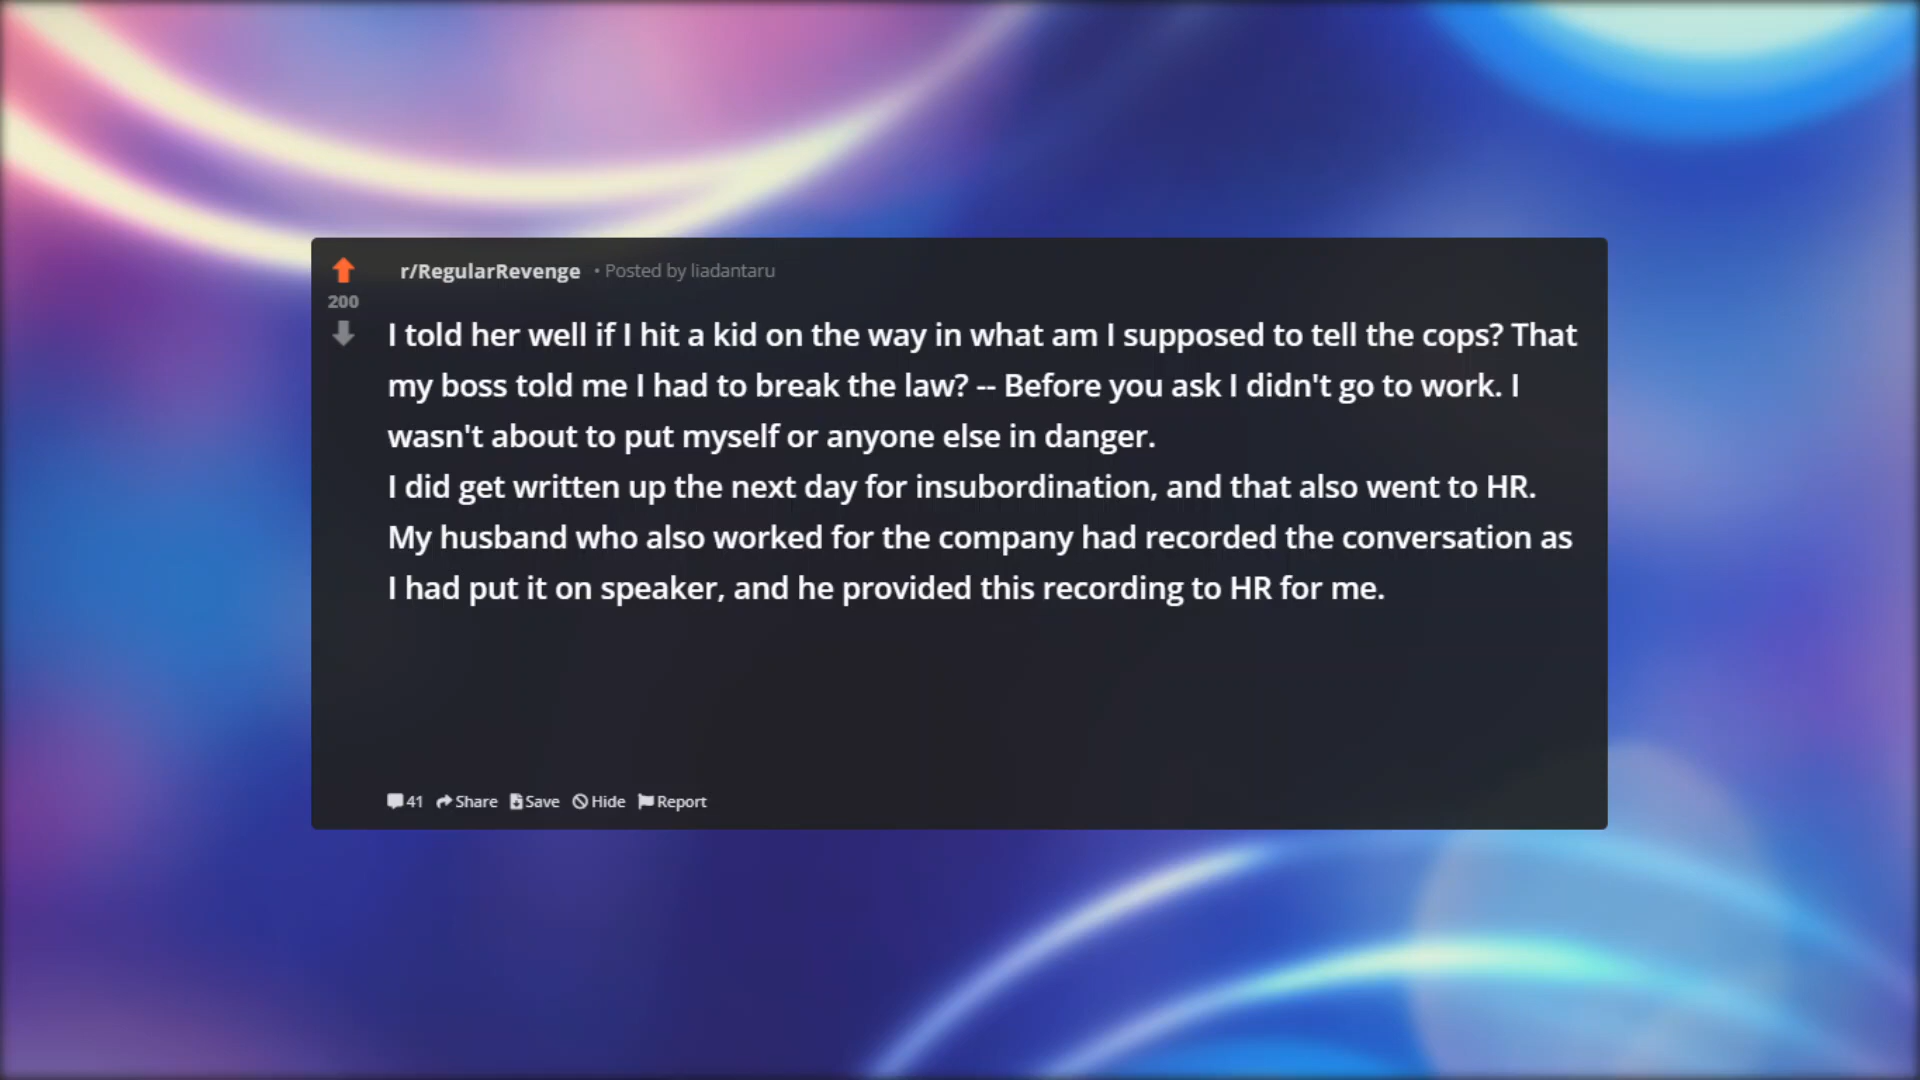 r/RegularRevenge • Posted by liadantaru
200
I told her well if I hit a kid on the way in what am I supposed to tell the cops? That
my boss told me I had to break the law? -- Before you ask I didn't go to work. I
wasn't about to put myself or anyone else in danger.
I did get written up the next day for insubordination, and that also went to HR.
My husband who also worked for the company had recorded the conversation as
I had put it on speaker, and he provided this recording to HR for me.
41 Share Save Hide Report